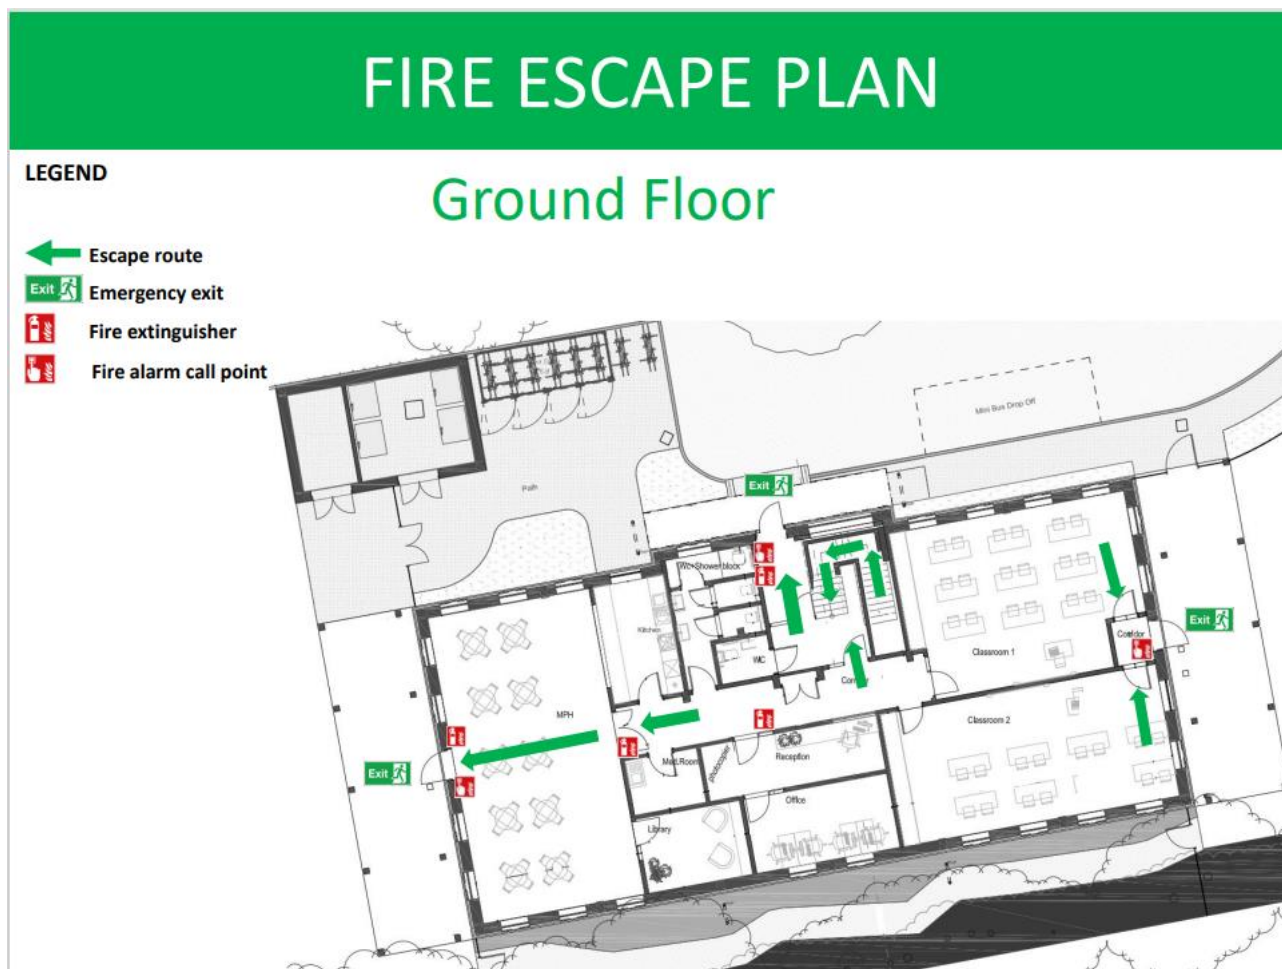 FIRE ESCAPE PLAN
LEGEND
Ground Floor
Escape route
Exit
Emergency exit
Fire extinguisher
Fire alarm call point
Mini Bus Drop Off
Path
Exit
Wc+Shower block
Kitchen
WC
Corridor
Classroom 1
Corridor
Exit
MPH
Classroom 2
Exit
Med.Room
photocopier
Reception
Office
Library